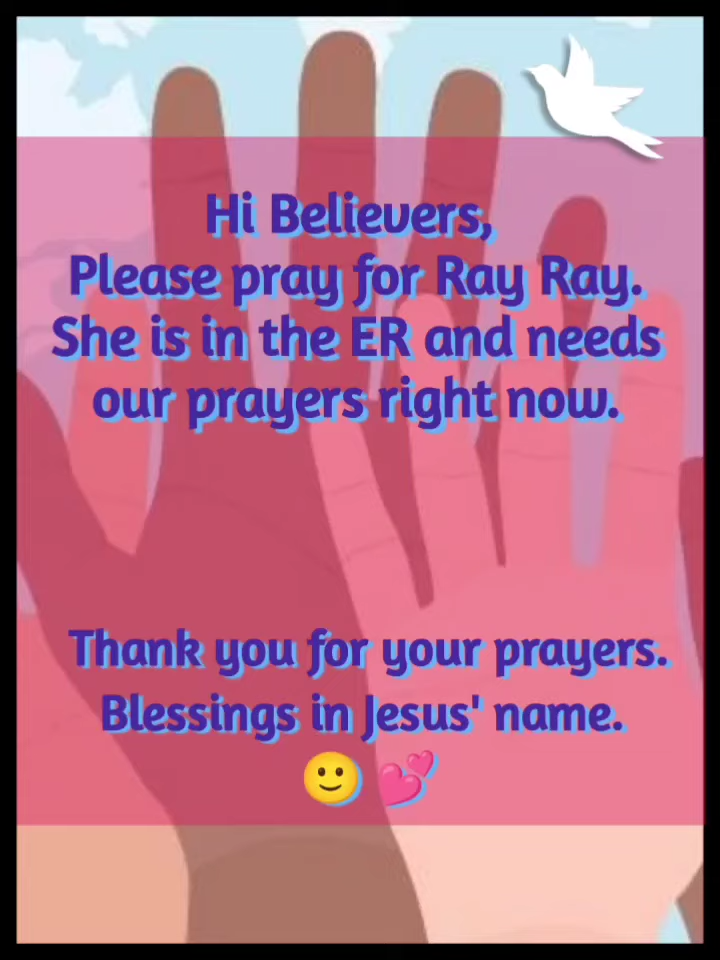 Hi Believers,
Please pray for Ray Ray.
She is in the ER and needs
our prayers right now.
Thank you for your prayers.
Blessings in Jesus' name.
🙂 💕